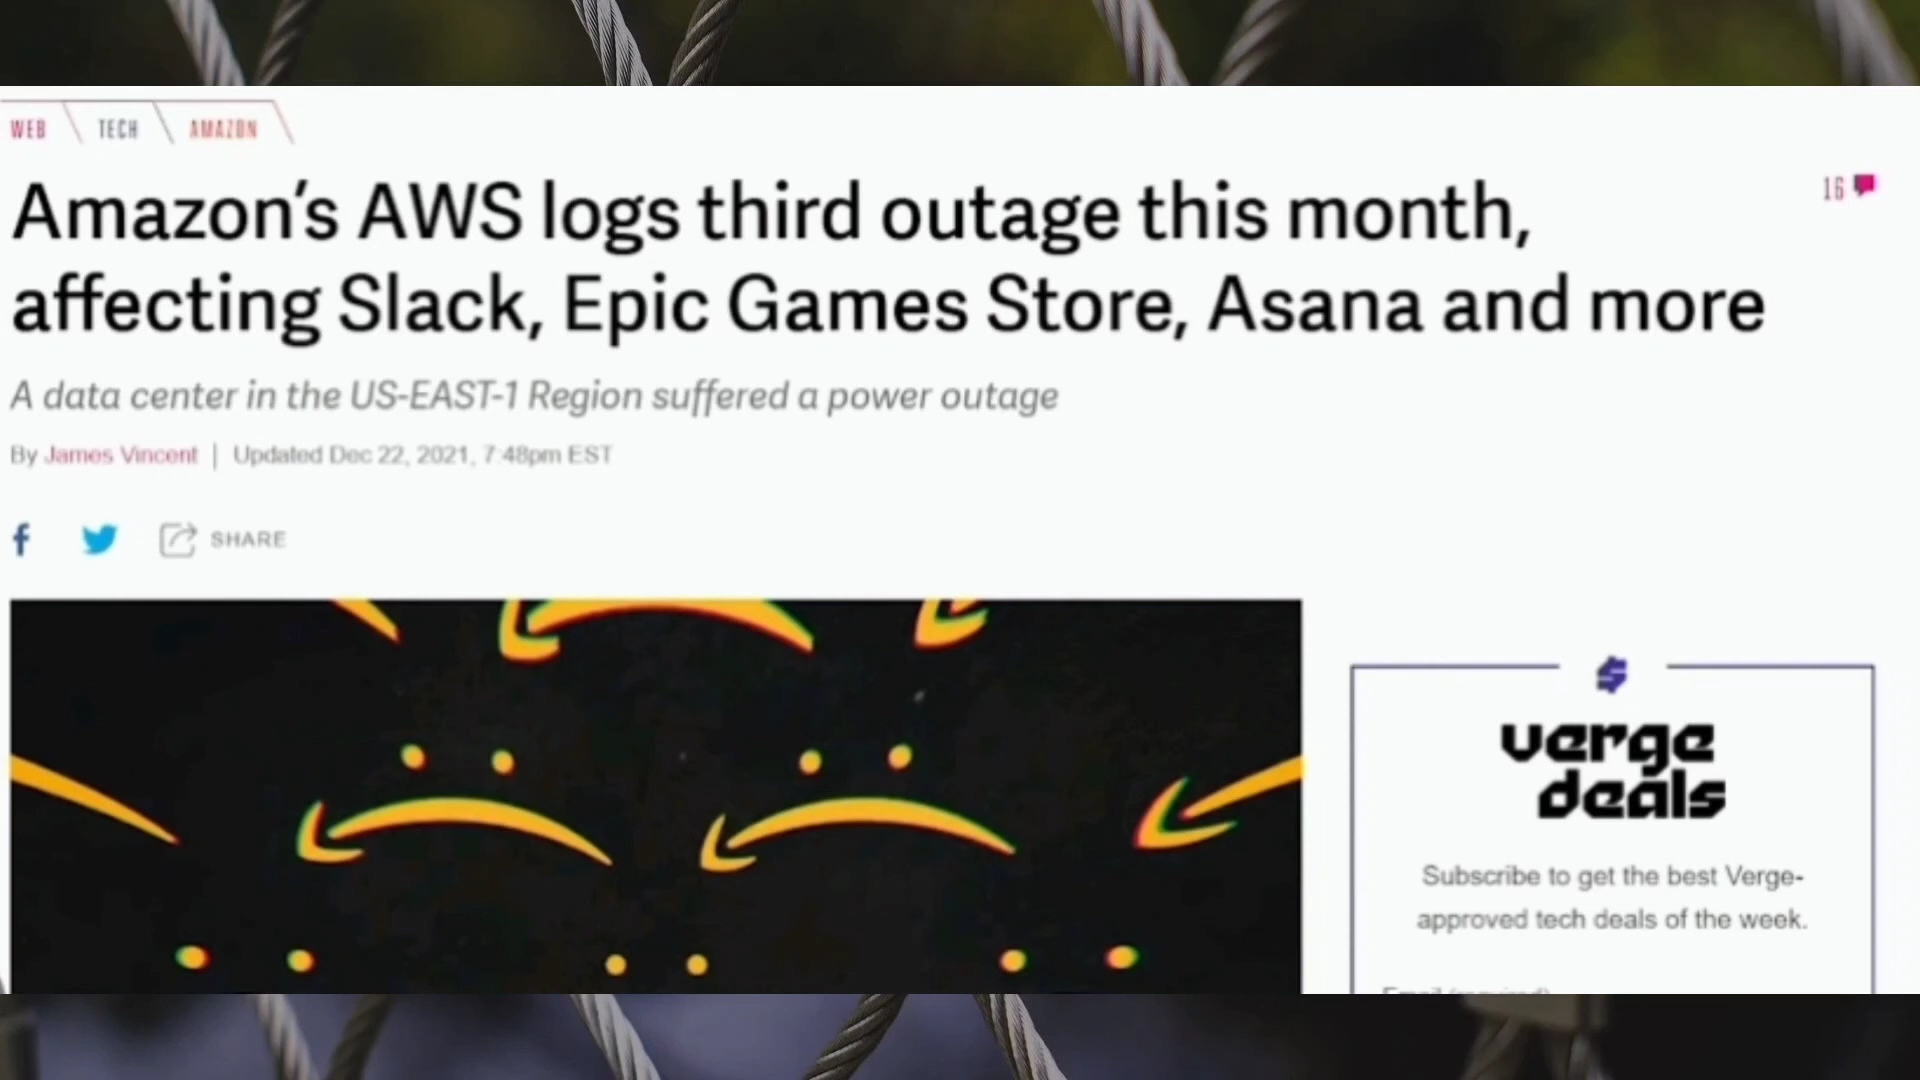 WEB TECH AMAZON
Amazon's AWS logs third outage this month,
affecting Slack, Epic Games Store, Asana and more
16
A data center in the US-EAST-1 Region suffered a power outage
By James Vincent | Updated Dec 22, 2021, 7:48pm EST
SHARE
verge
deals
Subscribe to get the best Verge-
approved tech deals of the week.